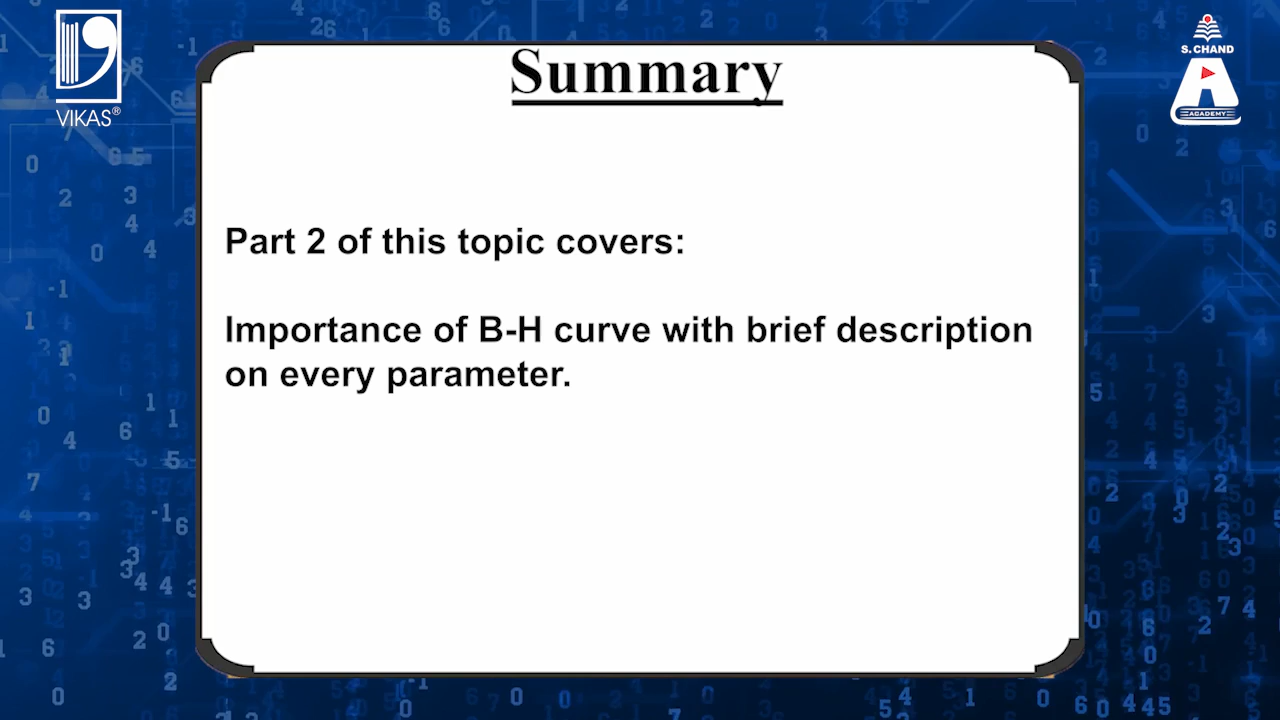 VIKAS®
S. CHAND
ACADEMY
Summary
Part 2 of this topic covers:
Importance of B-H curve with brief description
on every parameter.